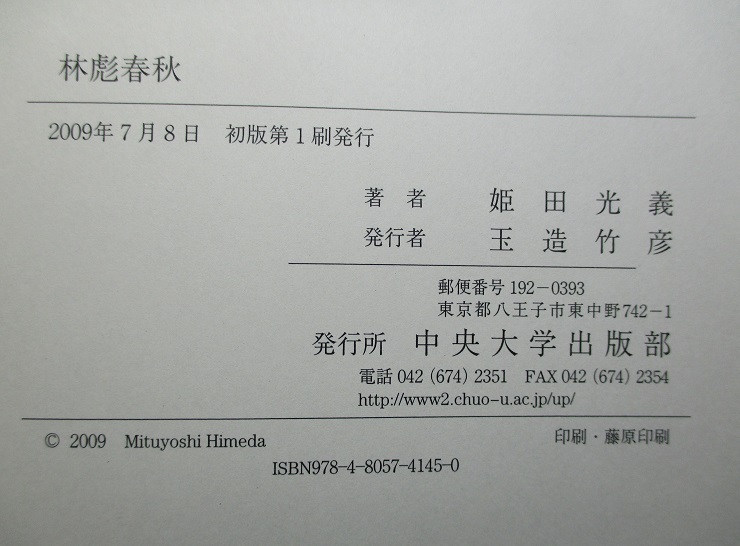 林彪春秋
2009年7月8日　初版第1刷発行
著者　姫田光義
発行者　玉造竹彦
郵便番号 192-0393
東京都八王子市東中野742-1
発行所　中央大学出版部
電話 042 (674) 2351　FAX 042 (674) 2354
http://www2.chuo-u.ac.jp/up/
© 2009　Mituyoshi Himeda　印刷・藤原印刷
ISBN978-4-8057-4145-0